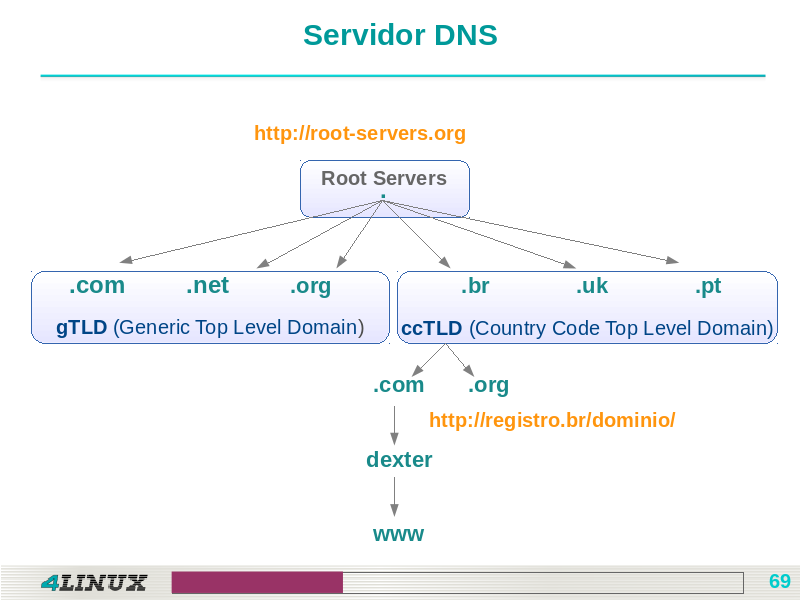 Servidor DNS
http://root-servers.org
Root Servers
.
.com .net .org .br .uk .pt
gTLD (Generic Top Level Domain) ccTLD (Country Code Top Level Domain)
.com .org
http://registro.br/dominio/
dexter
www
4LINUX 69